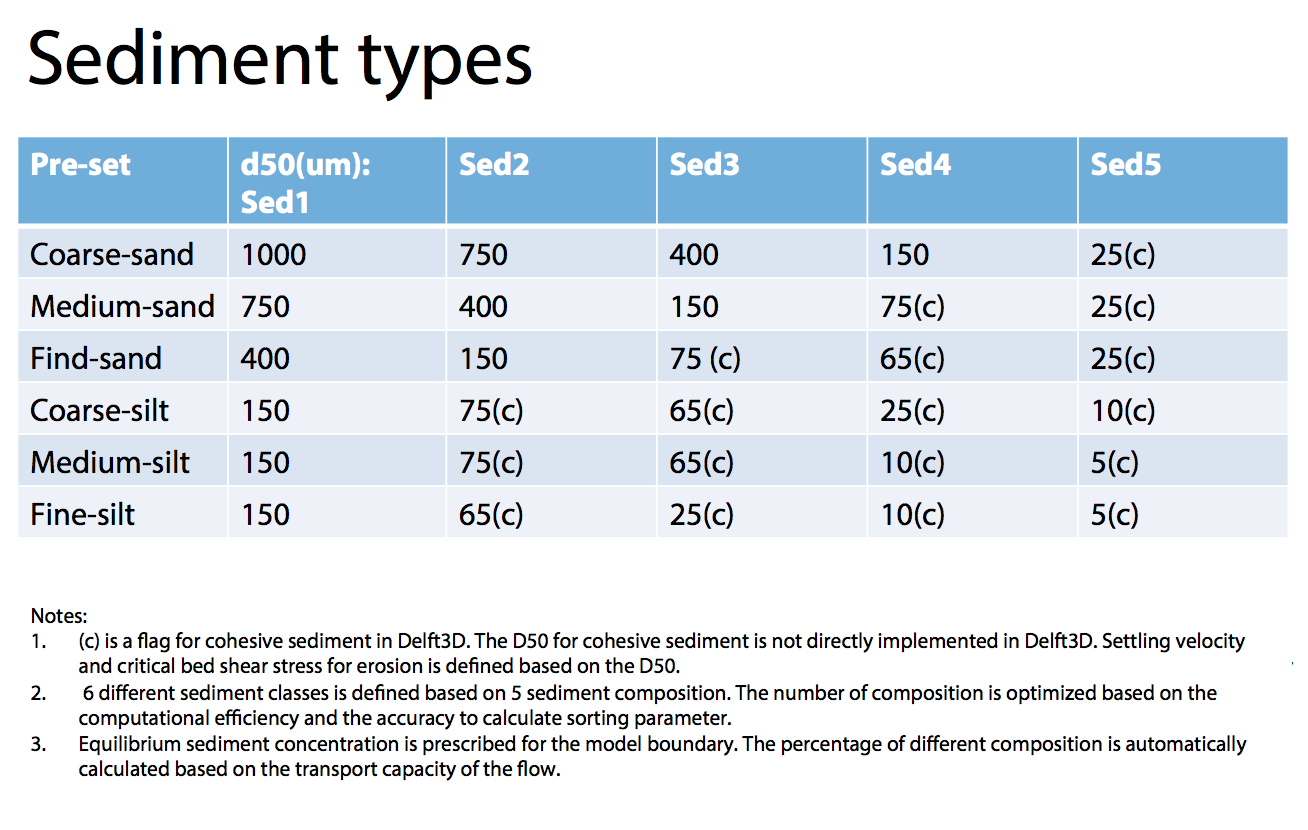 Sediment types
Pre-set d50(um): Sed2 Sed3 Sed4 Sed5
Sed1
Coarse-sand 1000 750 400 150 25(c)
Medium-sand 750 400 150 75(c) 25(c)
Find-sand 400 150 75 (c) 65(c) 25(c)
Coarse-silt 150 75(c) 65(c) 25(c) 10(c)
Medium-silt 150 75(c) 65(c) 10(c) 5(c)
Fine-silt 150 65(c) 25(c) 10(c) 5(c)
Notes:
1. (c) is a flag for cohesive sediment in Delft3D. The D50 for cohesive sediment is not directly implemented in Delft3D. Settling velocity
and critical bed shear stress for erosion is defined based on the D50.
2. 6 different sediment classes is defined based on 5 sediment composition. The number of composition is optimized based on the
computational efficiency and the accuracy to calculate sorting parameter.
3. Equilibrium sediment concentration is prescribed for the model boundary. The percentage of different composition is automatically
calculated based on the transport capacity of the flow.